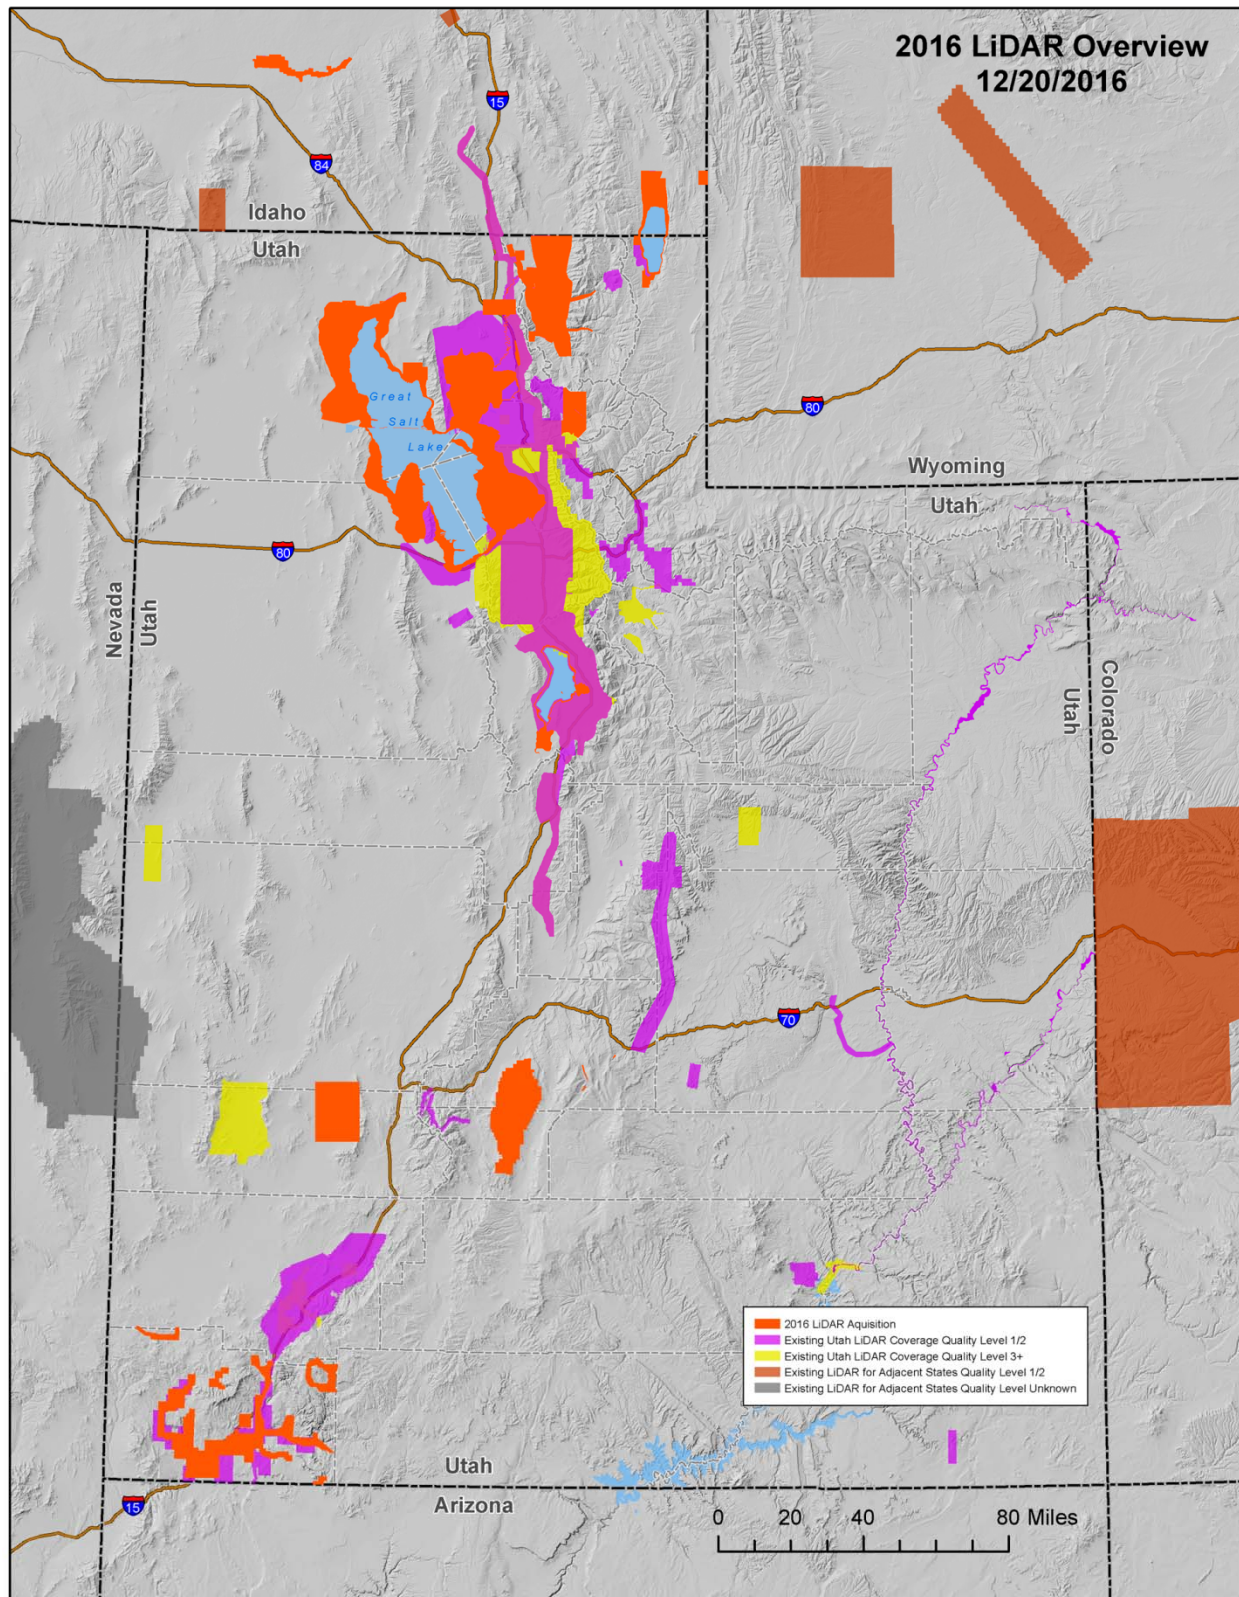 2016 LiDAR Overview
12/20/2016
15
84
Idaho
Utah
80
Great
Salt
Lake
Wyoming
Utah
80
Nevada
Utah
Colorado
Utah
70
2016 LiDAR Aquisition
Existing Utah LiDAR Coverage Quality Level 1/2
Existing Utah LiDAR Coverage Quality Level 3+
Existing LiDAR for Adjacent States Quality Level 1/2
Existing LiDAR for Adjacent States Quality Level Unknown
Utah
Arizona
15
0 20 40 80 Miles